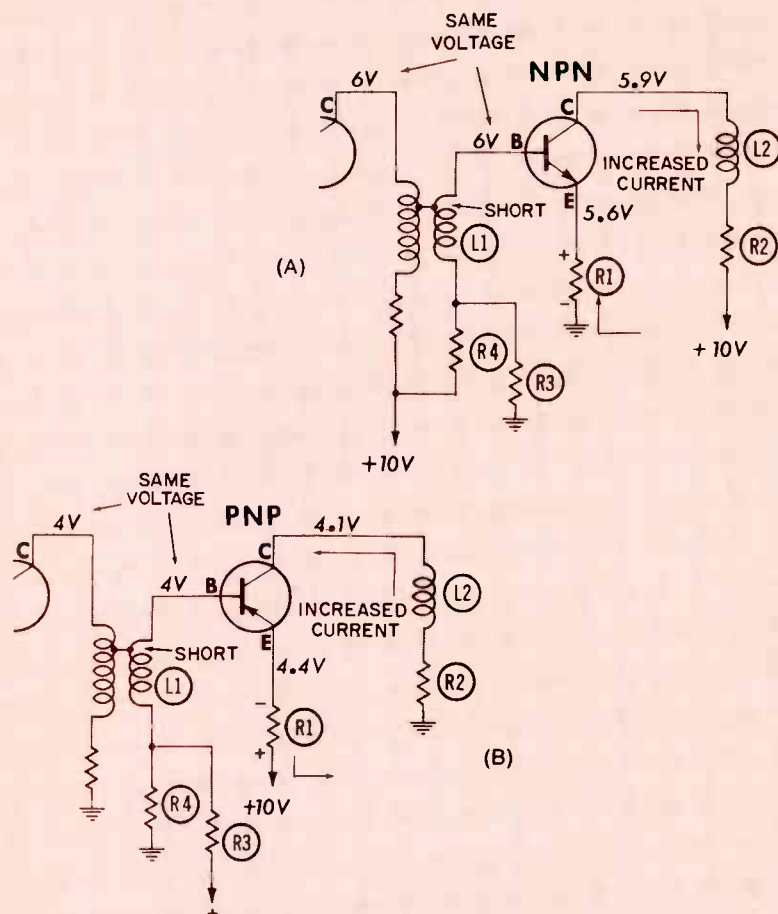 SAME
VOLTAGE
6V
C
NPN
C
5.9V
6V
B
L2
INCREASED
CURRENT
SHORT
E
5.6V
L1
(A)
+
R1
-
R2
R4
R3
+10V
+10V
SAME
VOLTAGE
4V
C
PNP
C
4.1V
4V
B
L2
INCREASED
CURRENT
SHORT
E
4.4V
L1
R2
-
R1
+
(B)
+10V
R4
R3
+